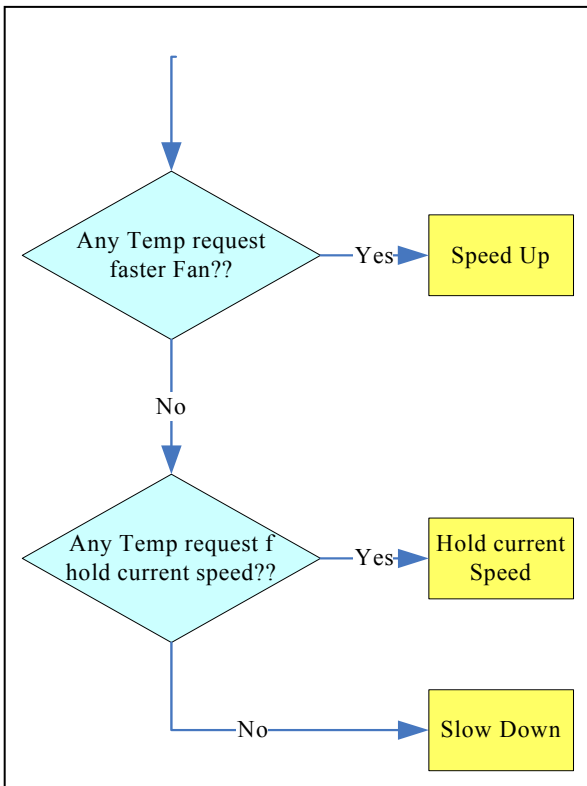 Any Temp request
faster Fan??
Yes
Speed Up
No
Any Temp request f
hold current speed??
Yes
Hold current
Speed
No
Slow Down